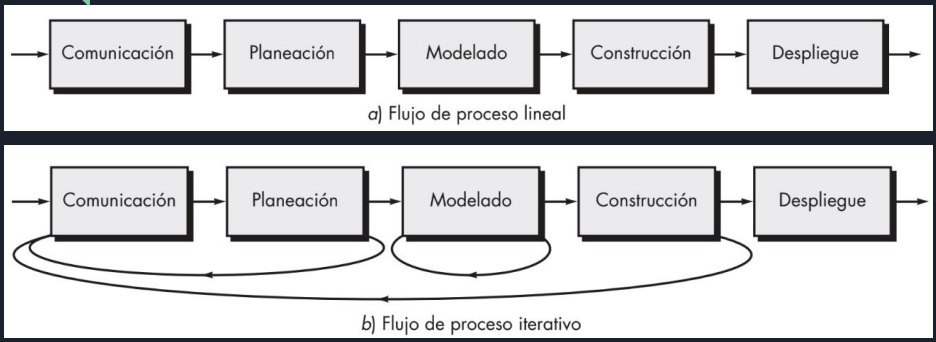 Comunicación Planeación Modelado Construcción Despliegue
a) Flujo de proceso lineal
Comunicación Planeación Modelado Construcción Despliegue
b) Flujo de proceso iterativo